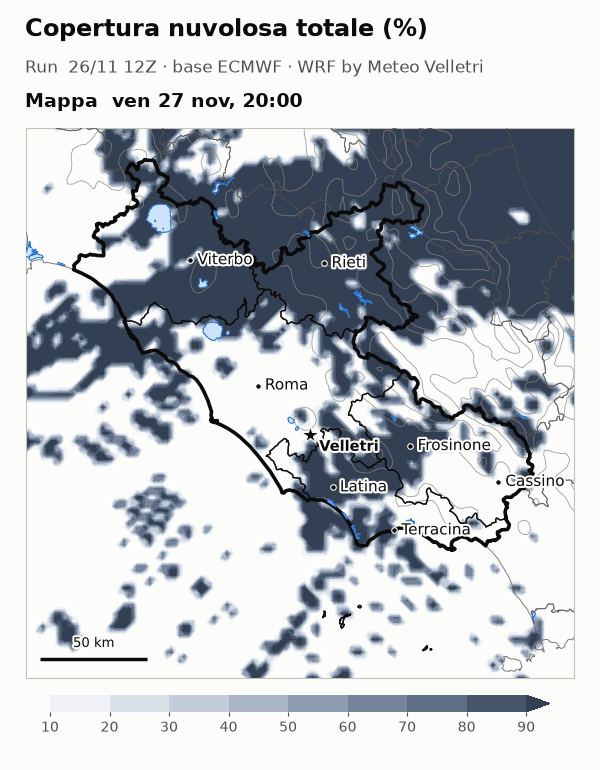 Copertura nuvolosa totale (%)
Run 26/11 12Z · base ECMWF · WRF by Meteo Velletri
Mappa ven 27 nov, 20:00
Viterbo
Rieti
Roma
Velletri
Frosinone
Cassino
Latina
Terracina
50 km
10 20 30 40 50 60 70 80 90